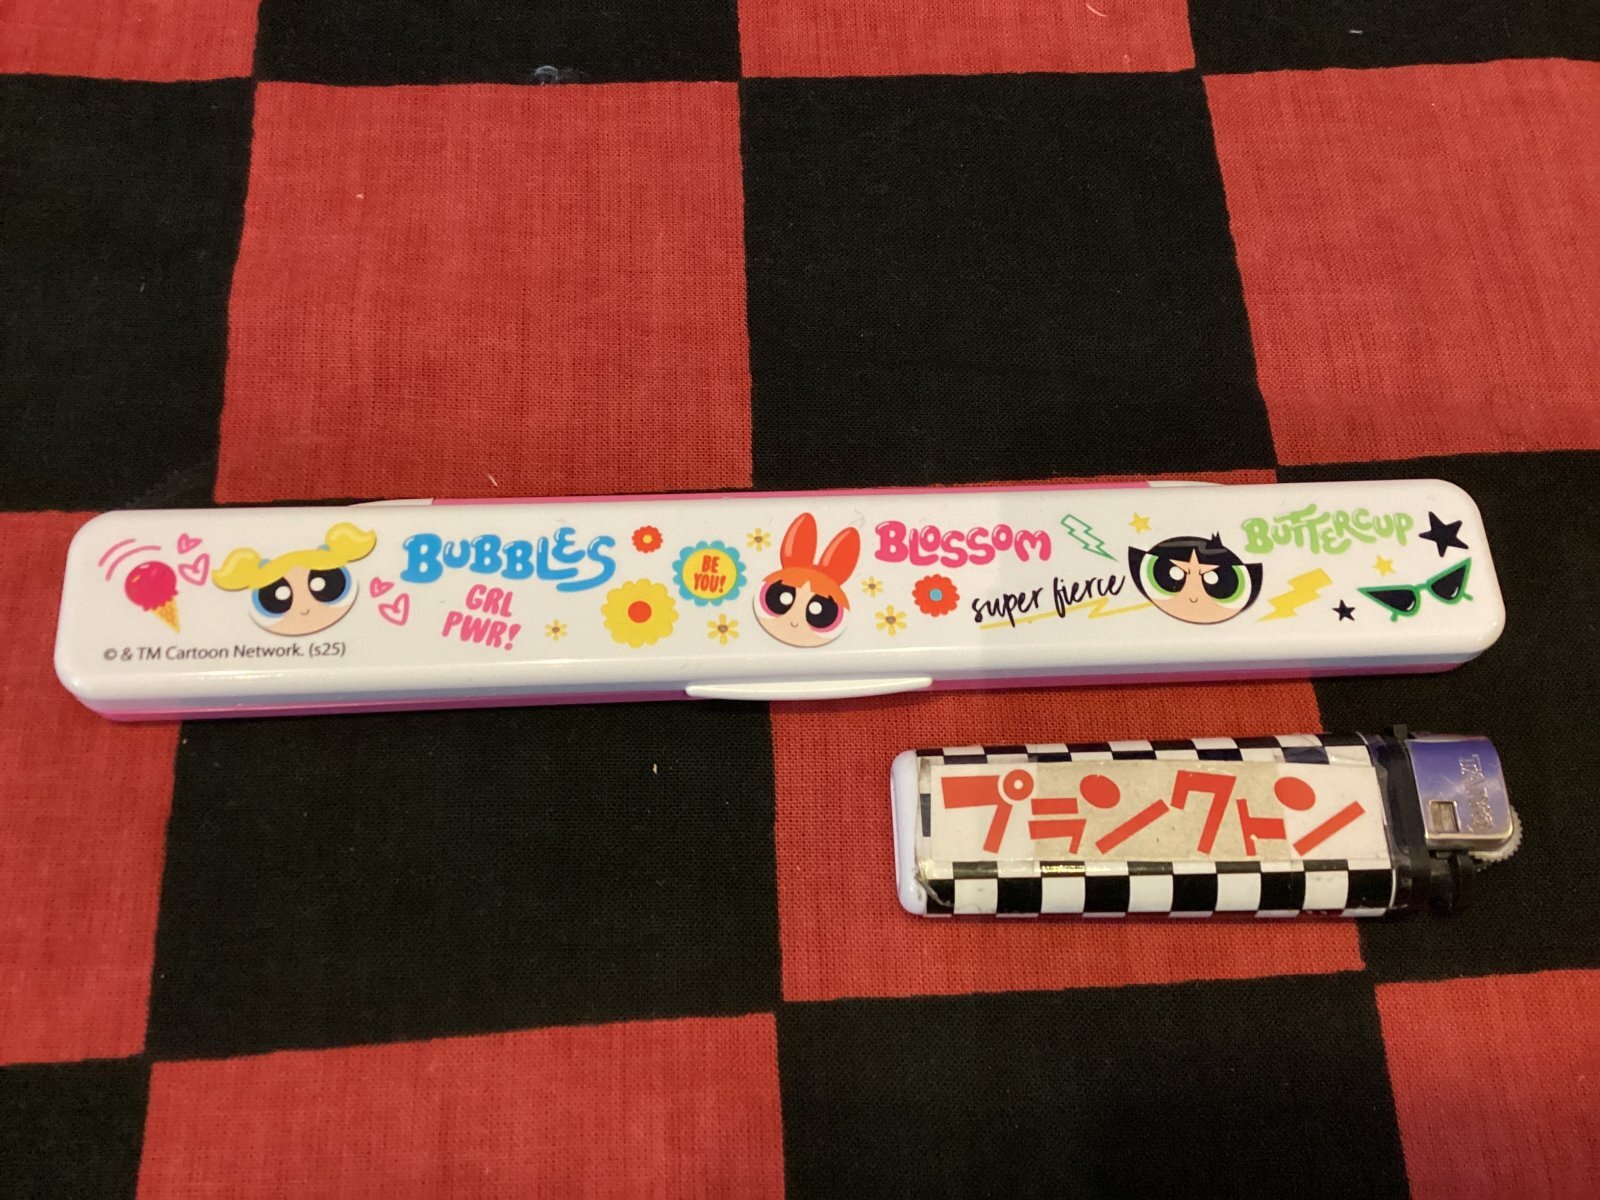 BUBBLES
GRL
PWR!
BE
YOU!
BLOSSOM
super fierce
BUTTERCUP
© & TM Cartoon Network. (s25)
プランクトン